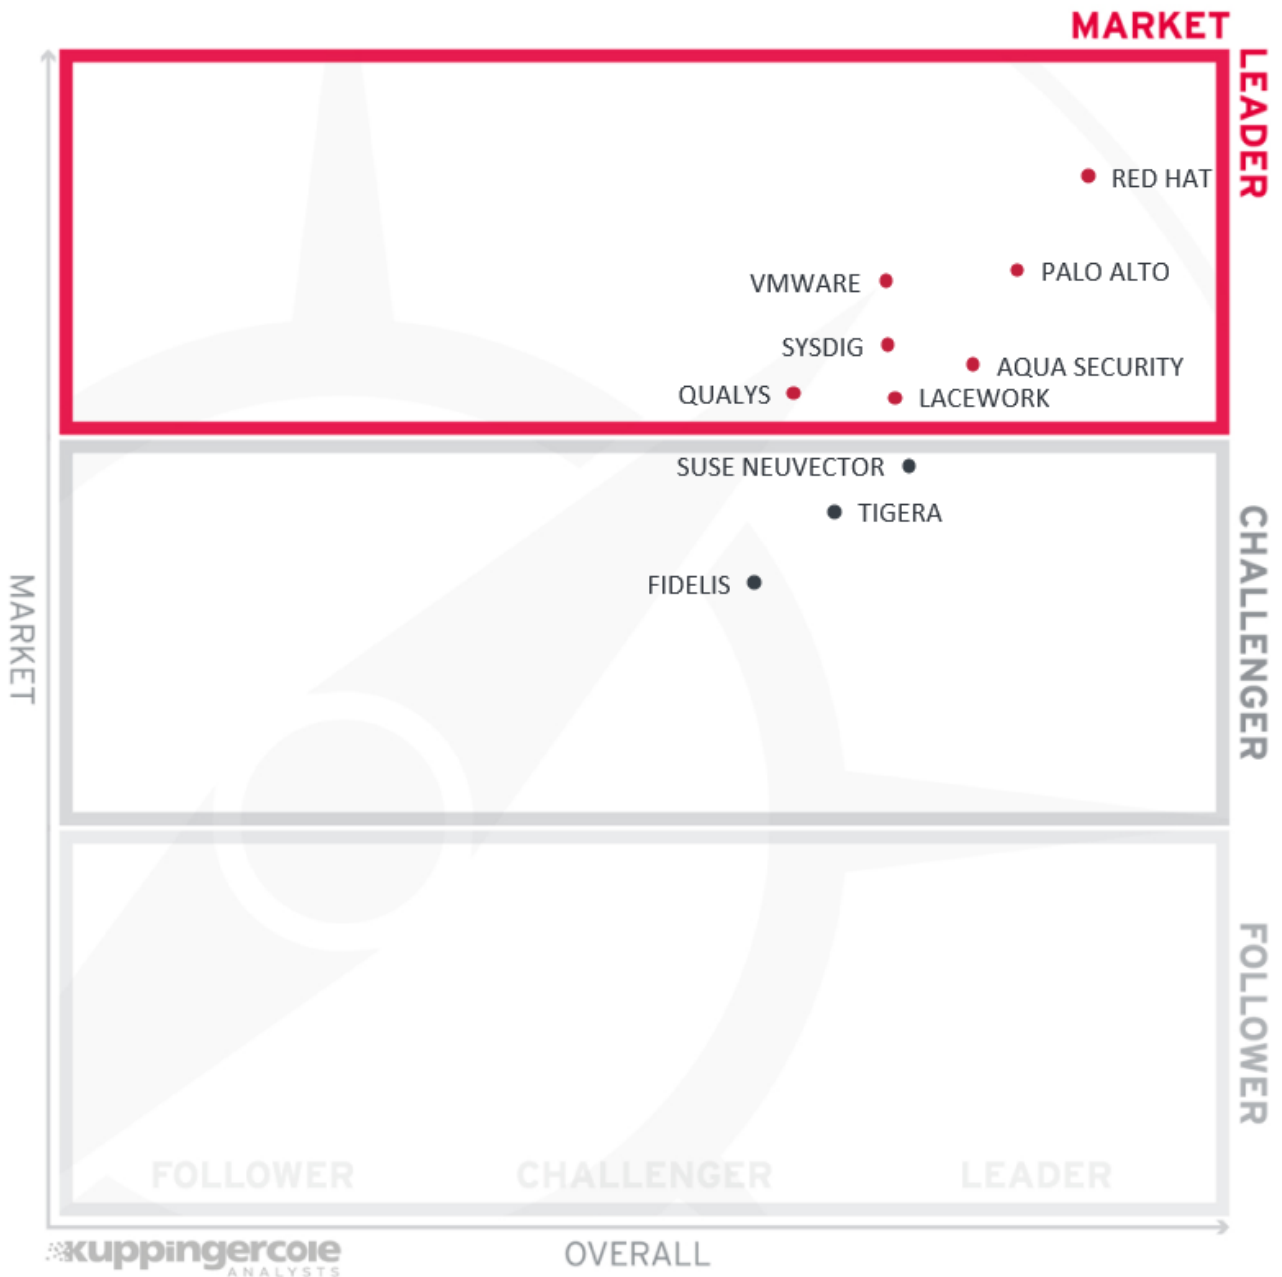 MARKET
LEADER
RED HAT
PALO ALTO
VMWARE
SYSDIG
AQUA SECURITY
QUALYS
LACEWORK
SUSE NEUVECTOR
TIGERA
FIDELIS
CHALLENGER
MARKET
FOLLOWER
FOLLOWER CHALLENGER LEADER
OVERALL
kuppingercole
ANALYSTS